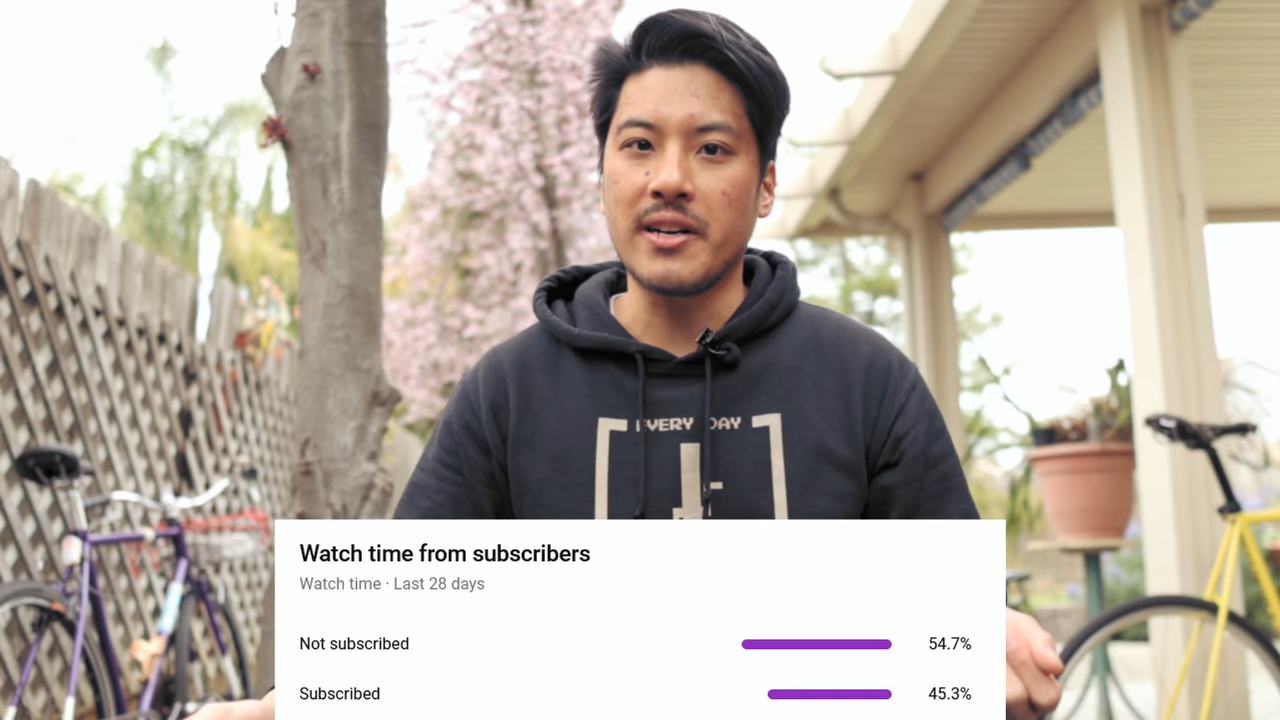 EVERY DAY
Watch time from subscribers
Watch time · Last 28 days
Not subscribed 54.7%
Subscribed 45.3%